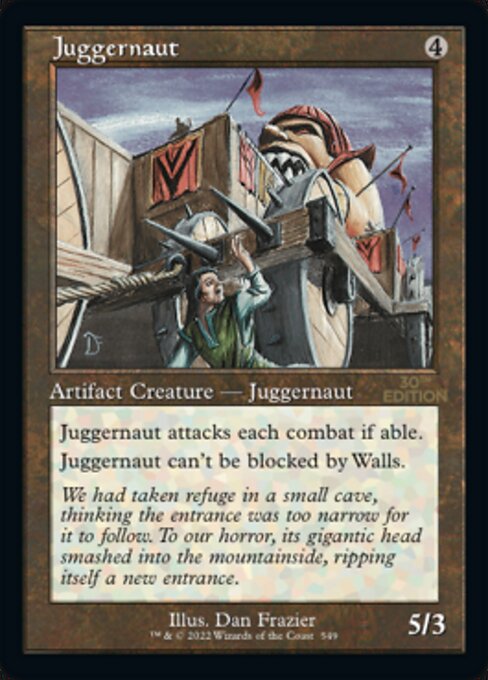 Juggernaut 4
DF
Artifact Creature — Juggernaut
30TH
EDITION
Juggernaut attacks each combat if able.
Juggernaut can't be blocked by Walls.
We had taken refuge in a small cave,
thinking the entrance was too narrow for
it to follow. To our horror, its gigantic head
smashed into the mountainside, ripping
itself a new entrance.
Illus. Dan Frazier
™ & © 2022 Wizards of the Coast 549
5/3